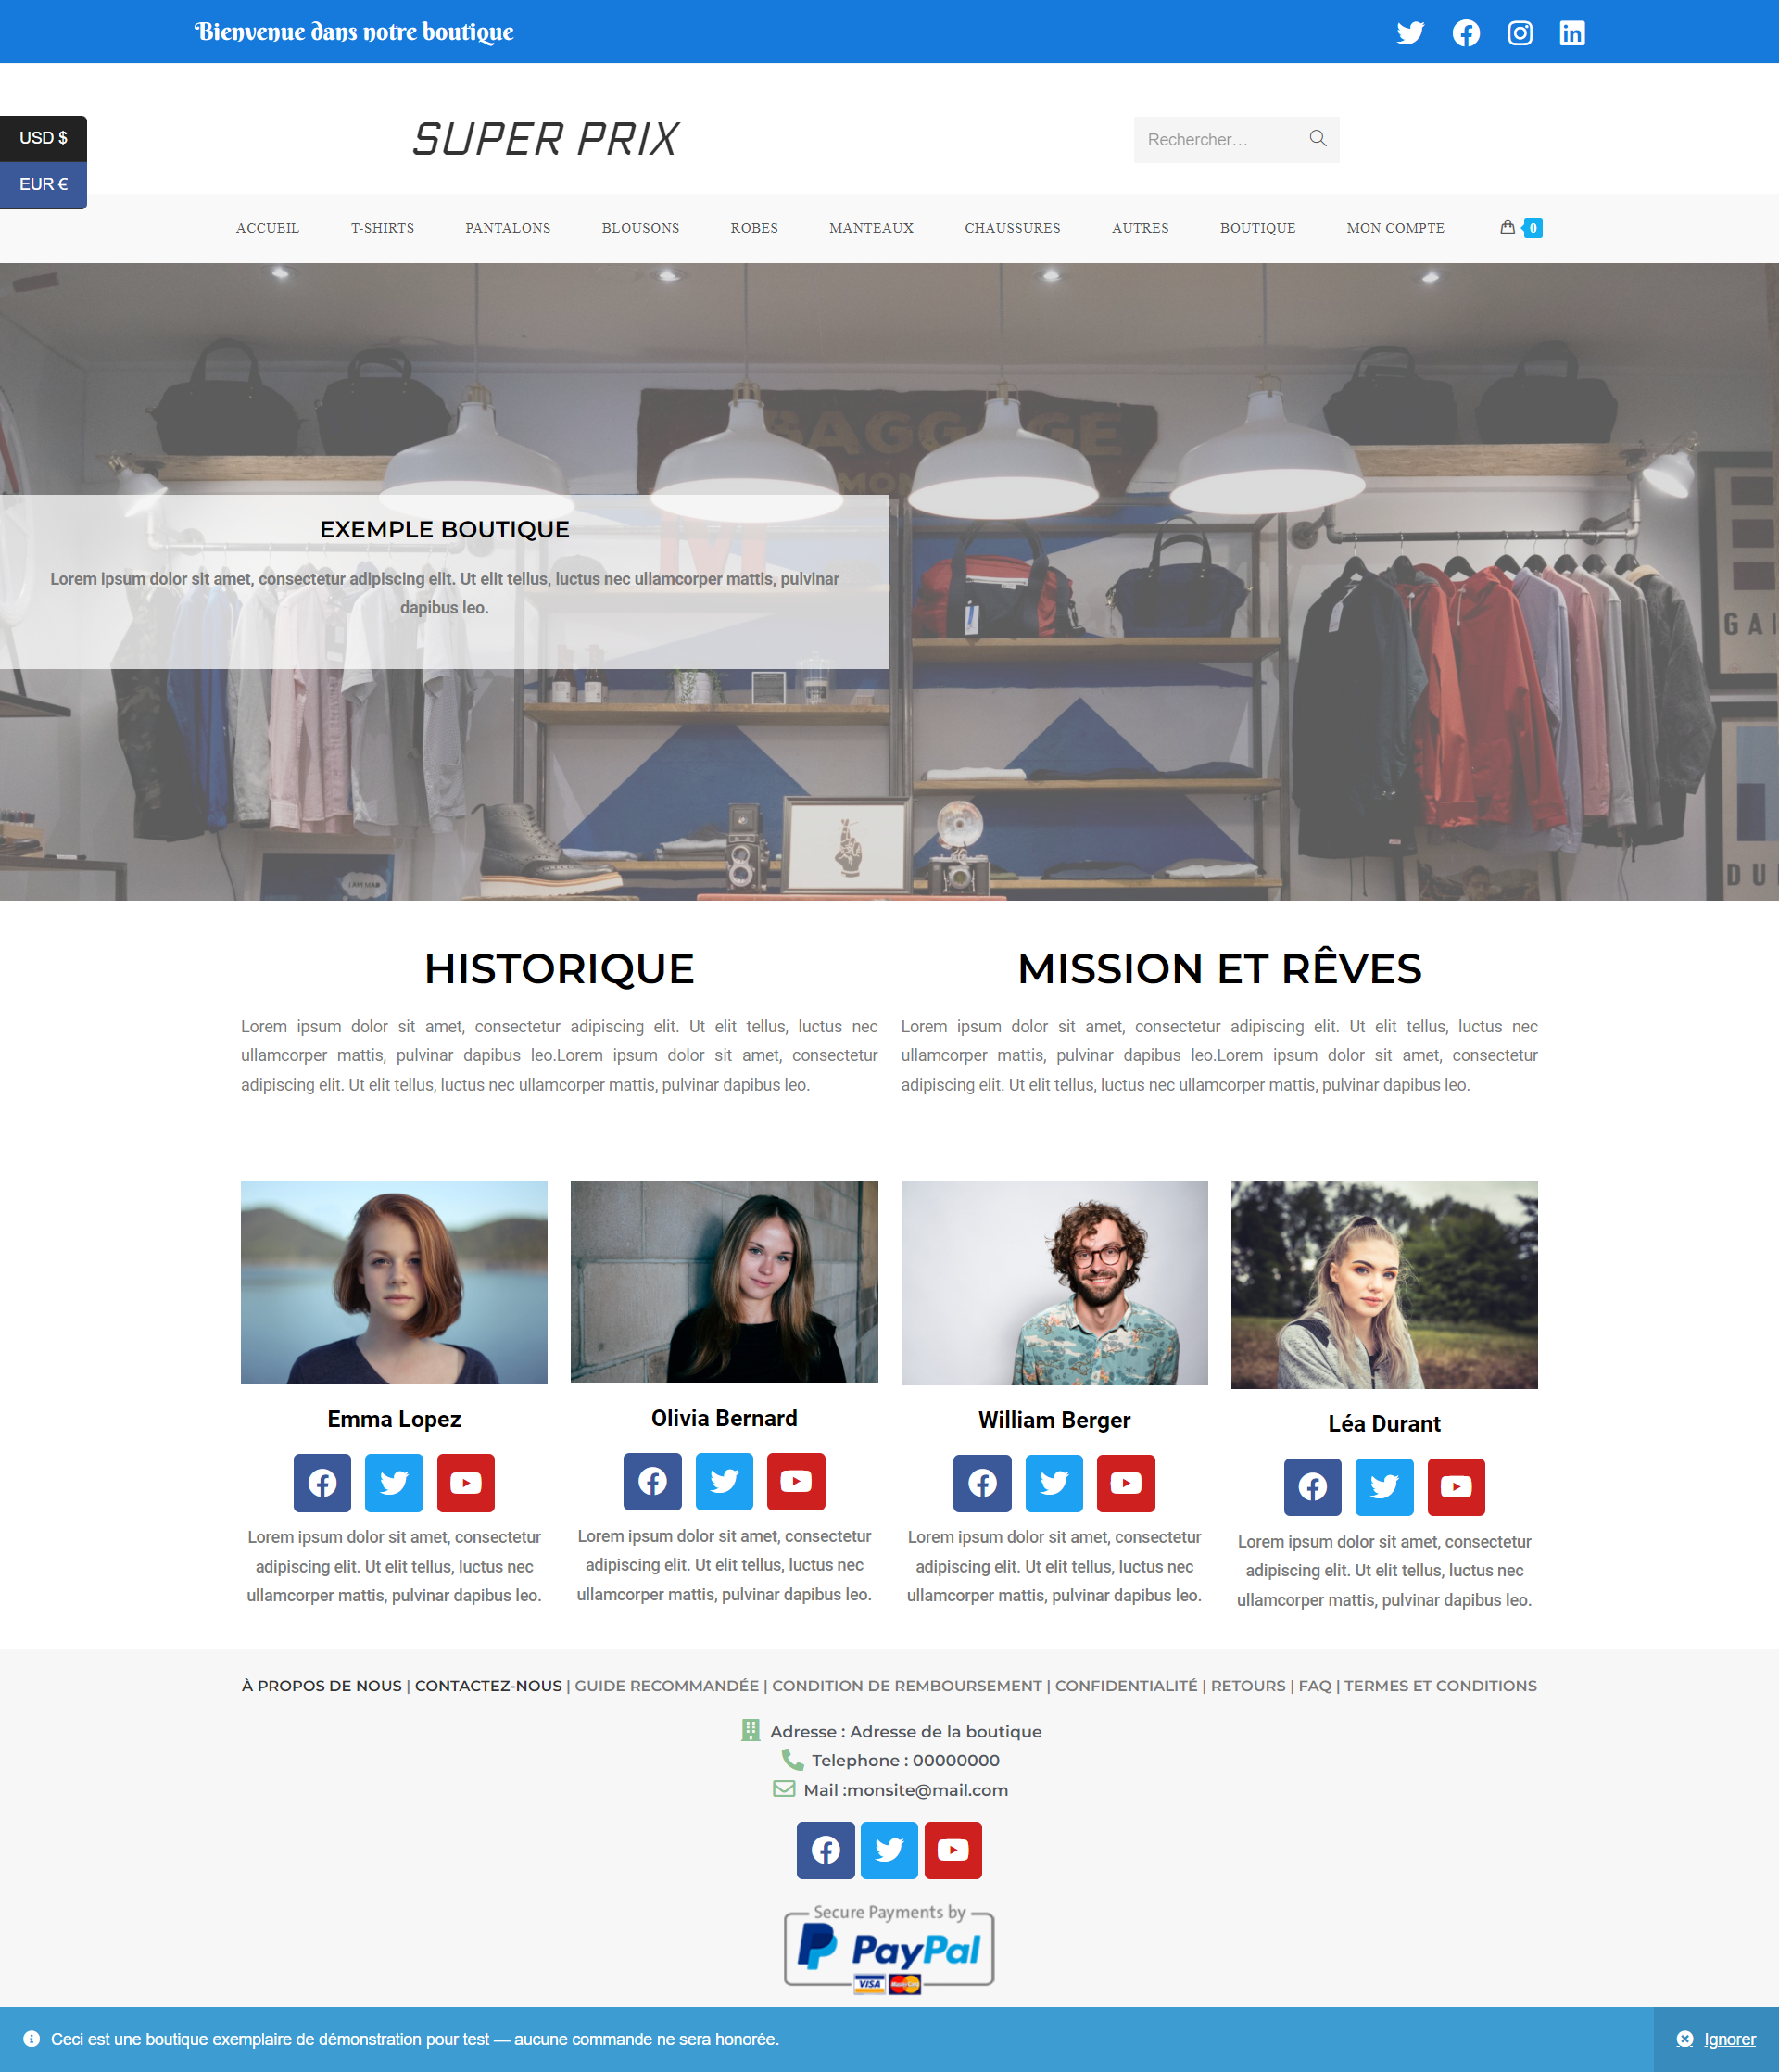 Bienvenue dans notre boutique
USD $
EUR €
SUPER PRIX
Rechercher...
ACCUEIL T-SHIRTS PANTALONS BLOUSONS ROBES MANTEAUX CHAUSSURES AUTRES BOUTIQUE MON COMPTE 0
BAGGAGE
MON
M
EXEMPLE BOUTIQUE
Lorem ipsum dolor sit amet, consectetur adipiscing elit. Ut elit tellus, luctus nec ullamcorper mattis, pulvinar
dapibus leo.
GA
I AM MAN
DU
HISTORIQUE
Lorem ipsum dolor sit amet, consectetur adipiscing elit. Ut elit tellus, luctus nec
ullamcorper mattis, pulvinar dapibus leo.Lorem ipsum dolor sit amet, consectetur
adipiscing elit. Ut elit tellus, luctus nec ullamcorper mattis, pulvinar dapibus leo.
MISSION ET RÊVES
Lorem ipsum dolor sit amet, consectetur adipiscing elit. Ut elit tellus, luctus nec
ullamcorper mattis, pulvinar dapibus leo.Lorem ipsum dolor sit amet, consectetur
adipiscing elit. Ut elit tellus, luctus nec ullamcorper mattis, pulvinar dapibus leo.
Emma Lopez
Lorem ipsum dolor sit amet, consectetur
adipiscing elit. Ut elit tellus, luctus nec
ullamcorper mattis, pulvinar dapibus leo.
Olivia Bernard
Lorem ipsum dolor sit amet, consectetur
adipiscing elit. Ut elit tellus, luctus nec
ullamcorper mattis, pulvinar dapibus leo.
William Berger
Lorem ipsum dolor sit amet, consectetur
adipiscing elit. Ut elit tellus, luctus nec
ullamcorper mattis, pulvinar dapibus leo.
Léa Durant
Lorem ipsum dolor sit amet, consectetur
adipiscing elit. Ut elit tellus, luctus nec
ullamcorper mattis, pulvinar dapibus leo.
À PROPOS DE NOUS | CONTACTEZ-NOUS | GUIDE RECOMMANDÉE | CONDITION DE REMBOURSEMENT | CONFIDENTIALITÉ | RETOURS | FAQ | TERMES ET CONDITIONS
Adresse : Adresse de la boutique
Telephone : 00000000
Mail :monsite@mail.com
Secure Payments by
PayPal
VISA MasterCard
Ceci est une boutique exemplaire de démonstration pour test — aucune commande ne sera honorée.
Ignorer